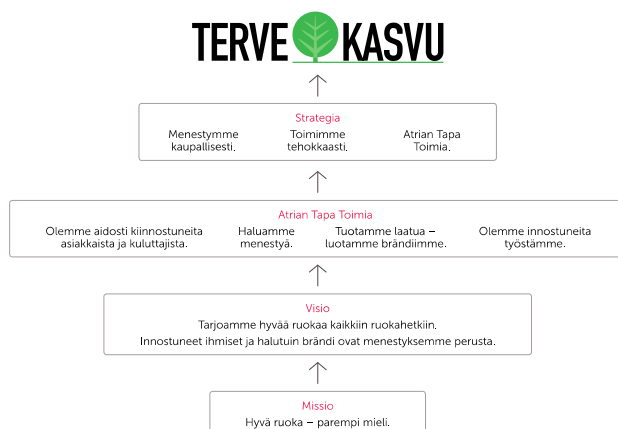 TERVE KASVU
Strategia
Menestymme kaupallisesti.
Toimimme tehokkaasti.
Atrian Tapa Toimia.
Atrian Tapa Toimia
Olemme aidosti kiinnostuneita
asiakkaista ja kuluttajista.
Haluamme
menestyä.
Tuotamme laatua –
luotamme brändiimme.
Olemme innostuneita
työstämme.
Visio
Tarjoamme hyvää ruokaa kaikkiin ruokahetkiin.
Innostuneet ihmiset ja halutuin brändi ovat menestyksemme perusta.
Missio
Hyvä ruoka – parempi mieli.